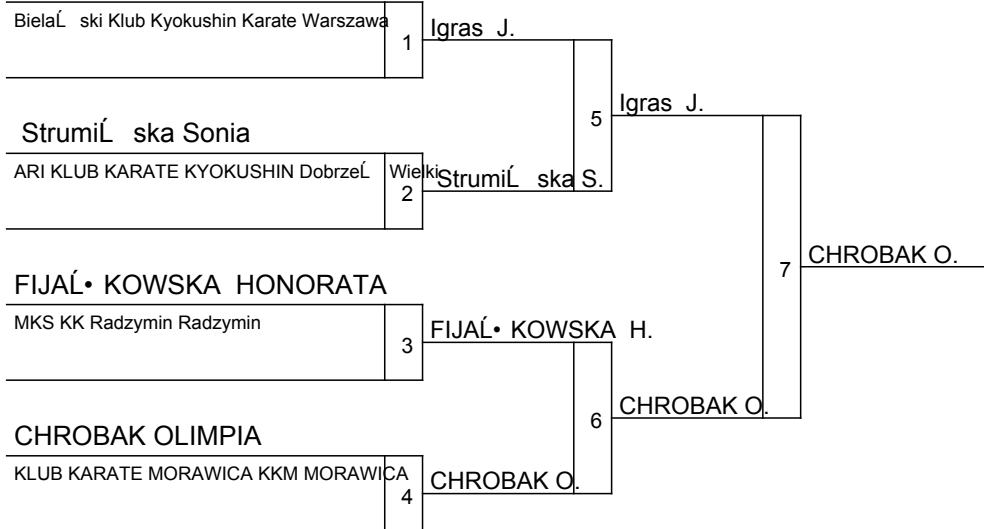 BielaĹ ski Klub Kyokushin Karate Warszawa
1
Igras J.
5
Igras J.
StrumiĹ ska Sonia
ARI KLUB KARATE KYOKUSHIN DobrzeĹ Wielki
2
StrumiĹ ska S.
7
CHROBAK O.
FIJAĹ• KOWSKA HONORATA
MKS KK Radzymin Radzymin
3
FIJAĹ• KOWSKA H.
6
CHROBAK O.
CHROBAK OLIMPIA
KLUB KARATE MORAWICA KKM MORAWICA
4
CHROBAK O.